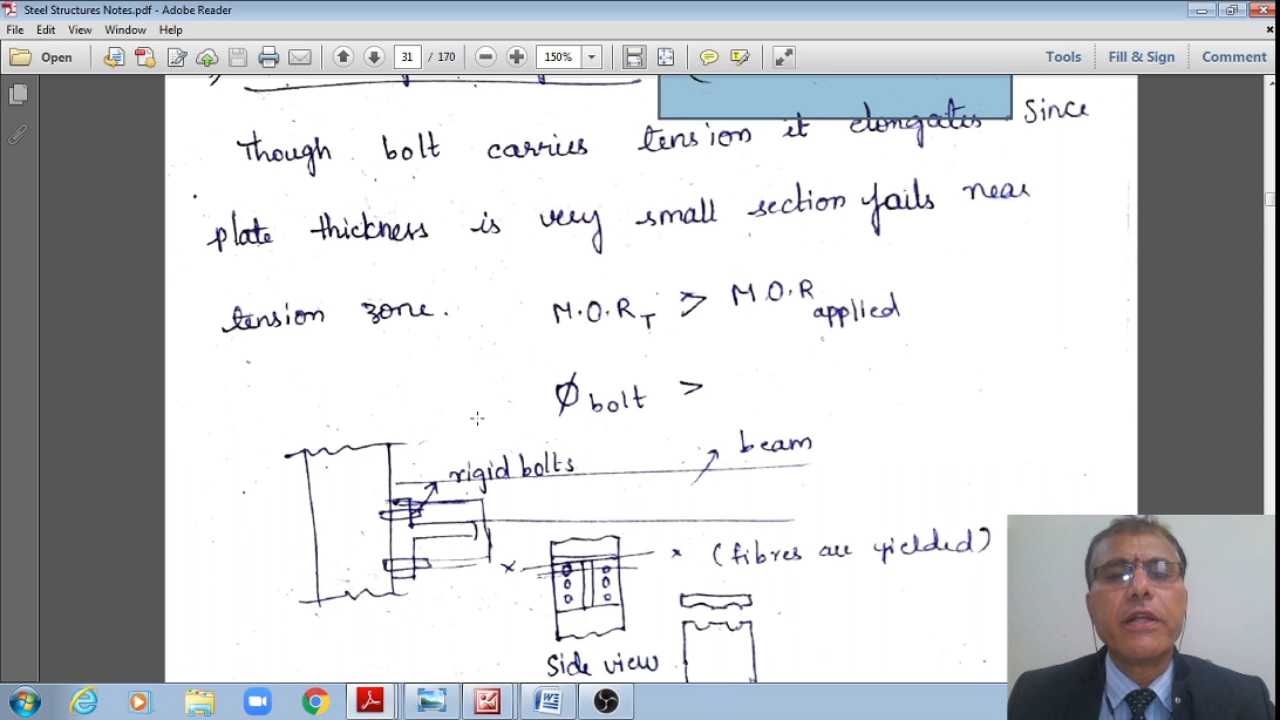 Steel Structures Notes.pdf - Adobe Reader
File Edit View Window Help
Open 31 / 170 150% Tools Fill & Sign Comment
Though bolt carries tension it elongates. Since
plate thickness is very small section fails near
tension zone. M.O.R T > M.O.R applied
Ø bolt >
beam
rigid bolts
x x (fibres are yielded)
Side view